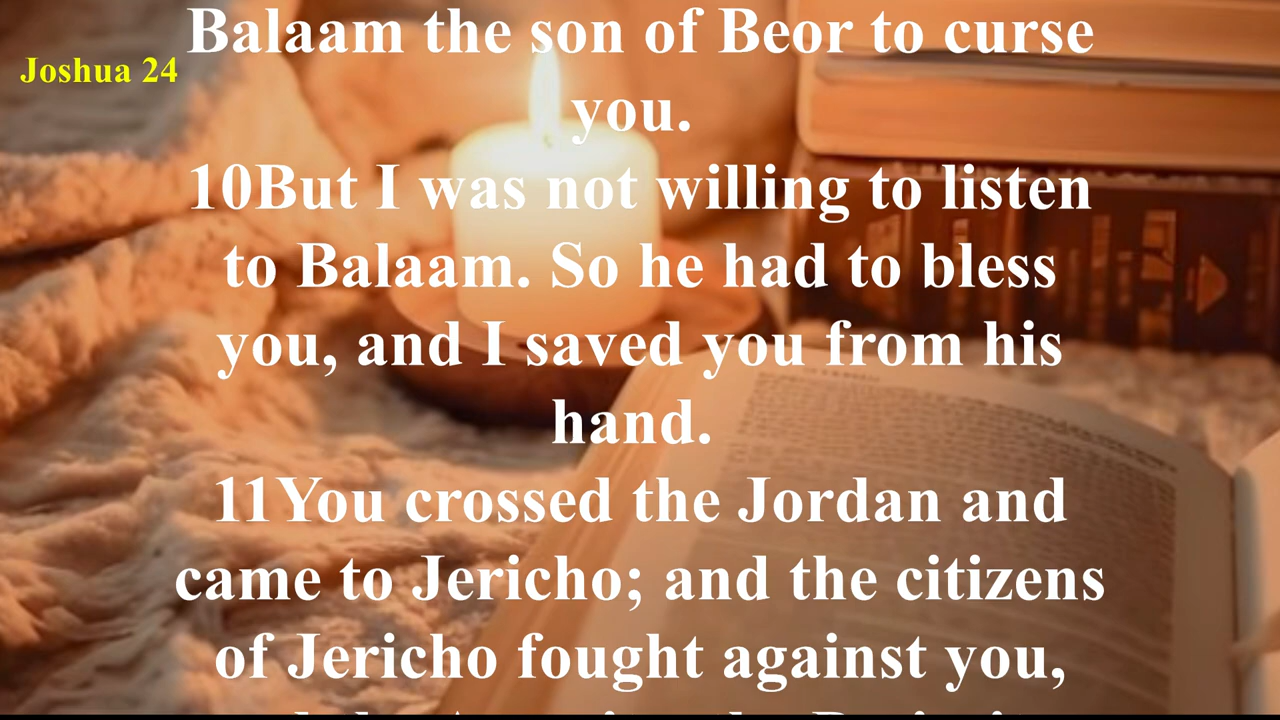 Balaam the son of Beor to curse
Joshua 24
you.
10But I was not willing to listen
to Balaam. So he had to bless
you, and I saved you from his
hand.
11You crossed the Jordan and
came to Jericho; and the citizens
of Jericho fought against you,